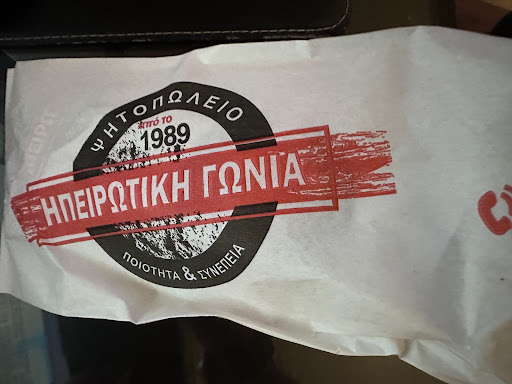 ΨΗΤΟΠΩΛΕΙΟ
από το
1989
ΗΠΕΙΡΩΤΙΚΗ ΓΩΝΙΑ
ΠΟΙΟΤΗΤΑ & ΣΥΝΕΠΕΙΑ